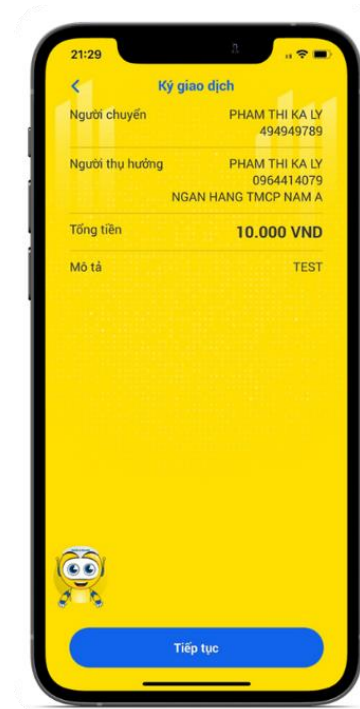 21:29
Ký giao dịch
Người chuyển PHAM THI KA LY
494949789
Người thụ hưởng PHAM THI KA LY
0964414079
NGAN HANG TMCP NAM A
Tổng tiền 10.000 VND
Mô tả TEST
Tiếp tục